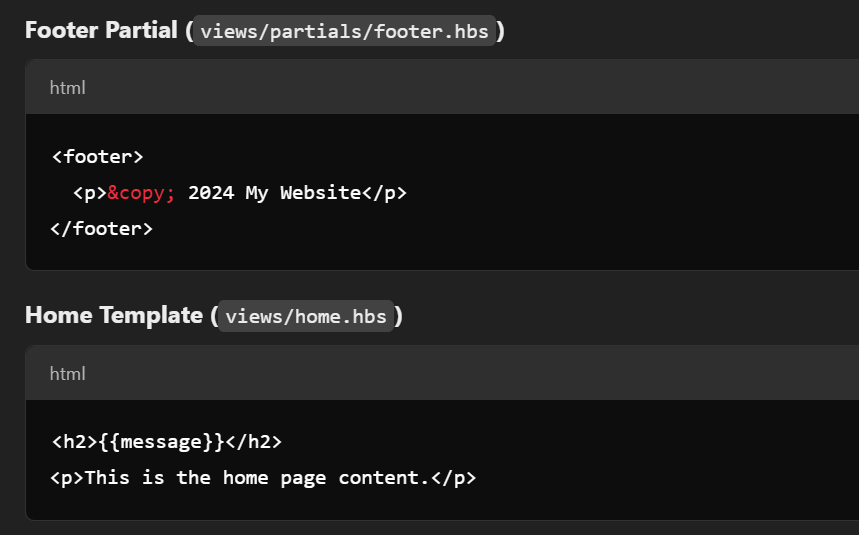 Footer Partial (views/partials/footer.hbs)
html
<footer>
  <p>&copy; 2024 My Website</p>
</footer>
Home Template (views/home.hbs)
html
<h2>{{message}}</h2>
<p>This is the home page content.</p>